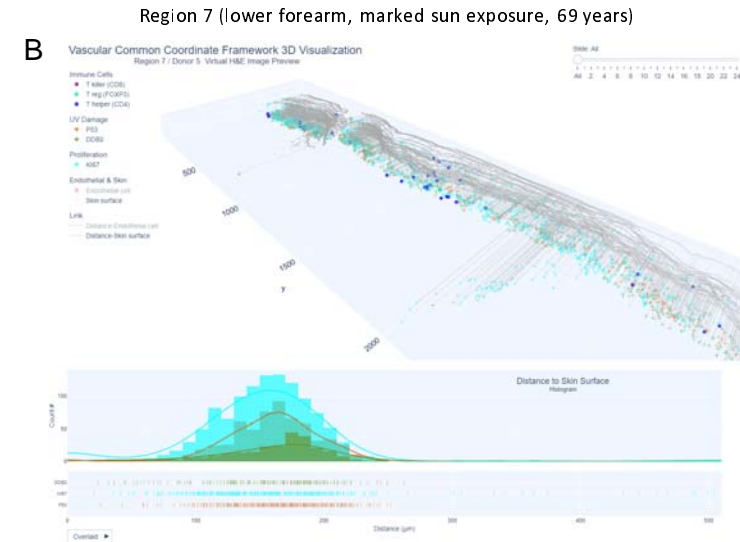 Region 7 (lower forearm, marked sun exposure, 69 years)
B
Vascular Common Coordinate Framework 3D Visualization
Region 7 / Donor 5 Virtual H&E Image Preview
Slide: All
All 2 4 6 8 10 12 14 16 18 20 22 24
Immune Cells
T killer (CD8)
T reg (FOXP3)
T helper (CD4)
UV Damage
P53
DDB2
Proliferation
KI67
Endothelial & Skin
Endothelial cell
Skin surface
Link
Distance-Endothelial cell
Distance-Skin surface
500
1000
1500
y
2000
Distance to Skin Surface
Histogram
Count #
100
50
0
DDB2
KI67
P53
0 100 200 300 400 500
Distance (μm)
Overlaid